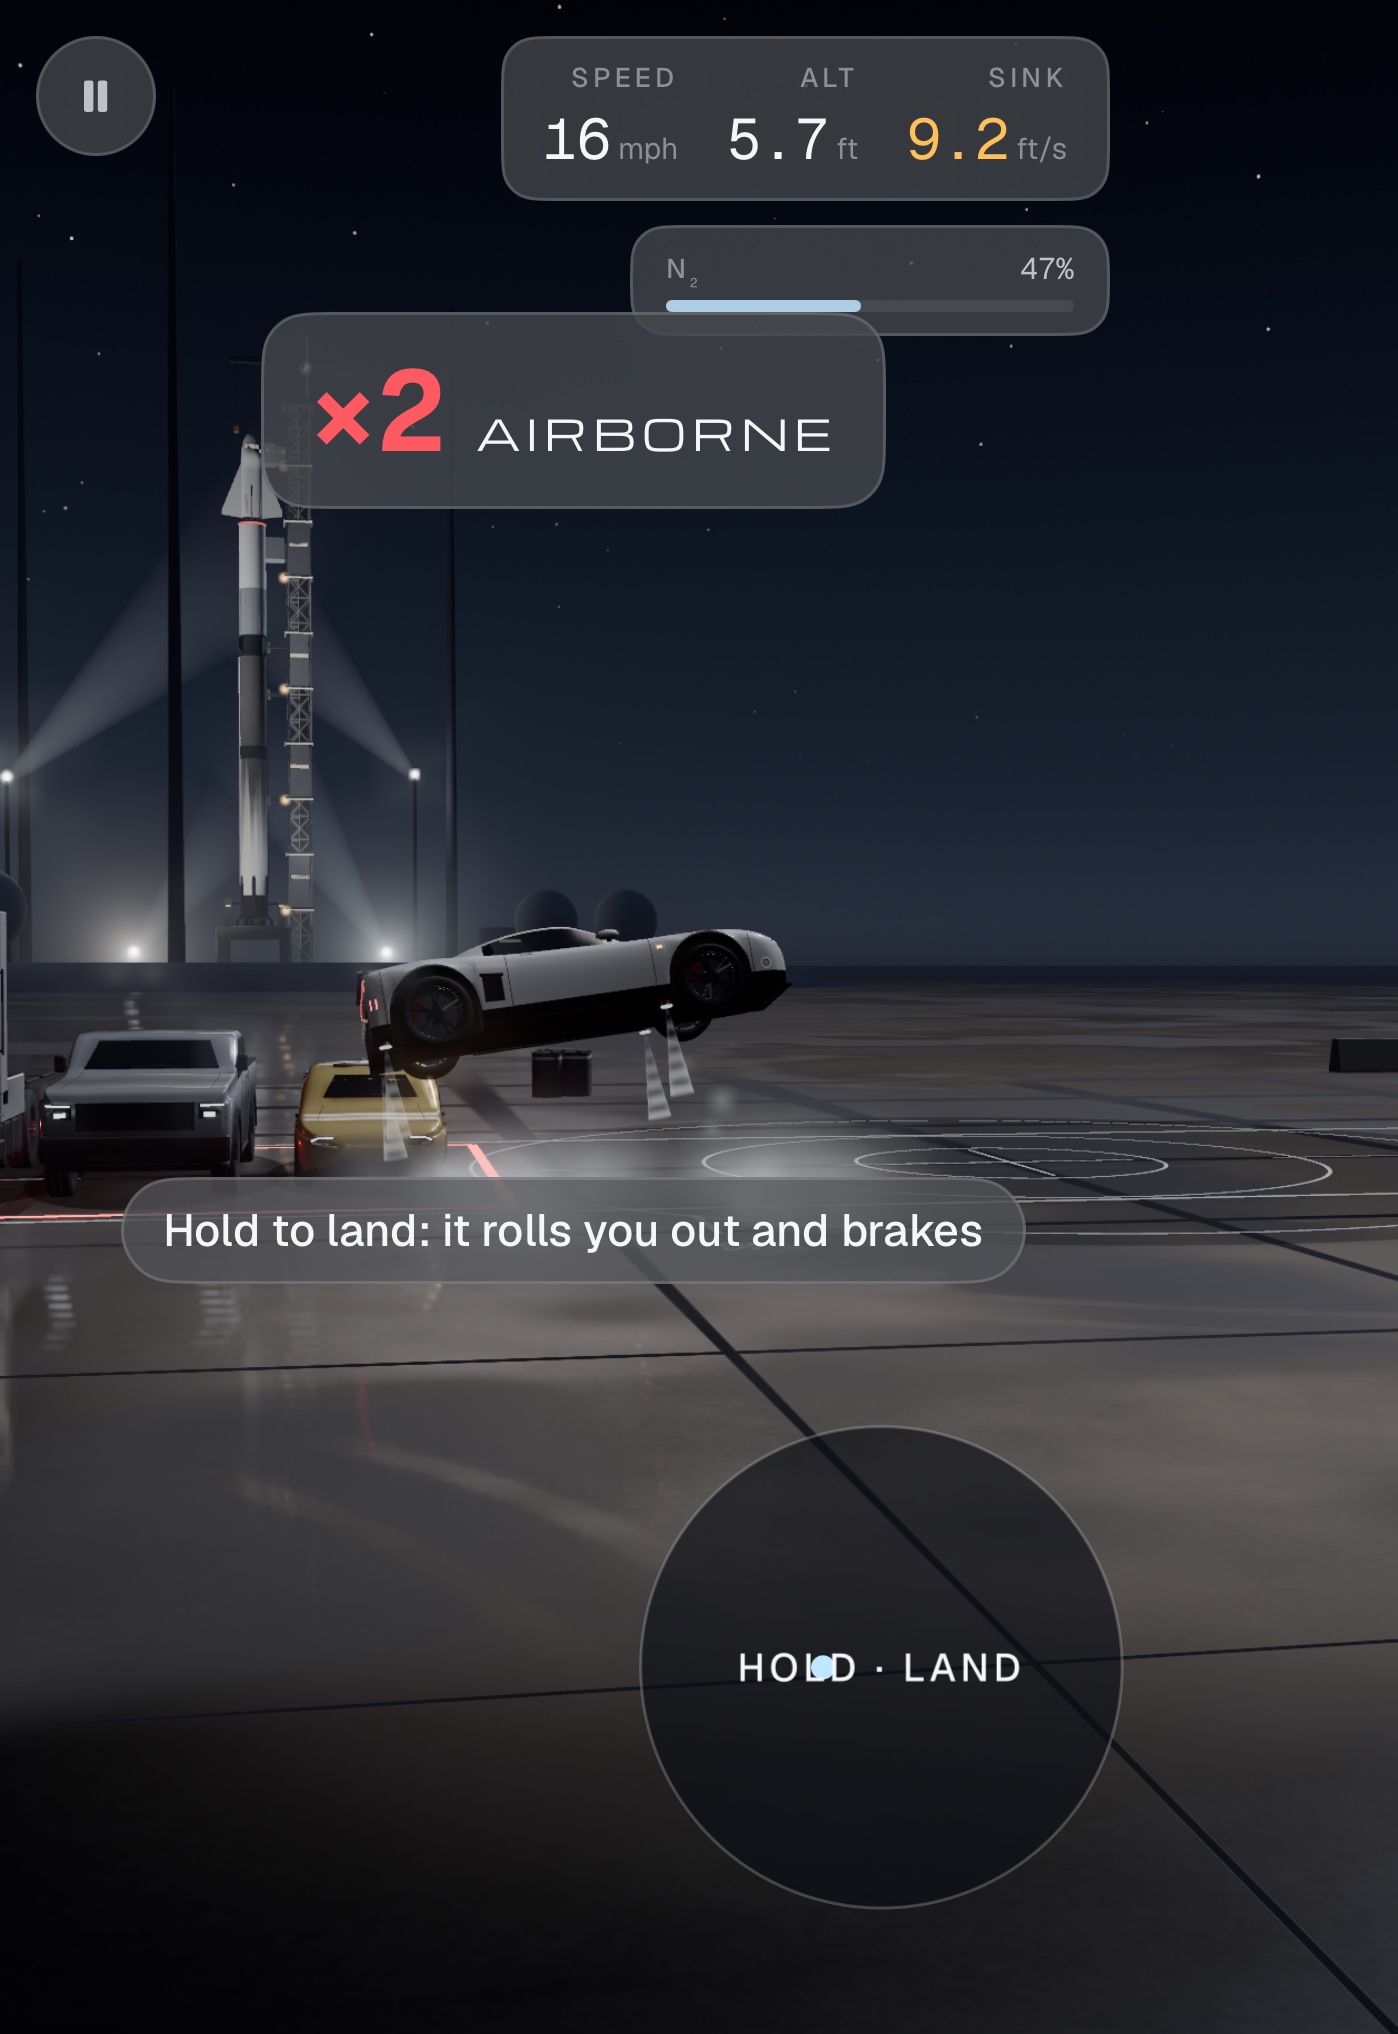 SPEED ALT SINK
16 mph 5.7 ft 9.2 ft/s
N₂ 47%
×2 AIRBORNE
Hold to land: it rolls you out and brakes
HOLD · LAND